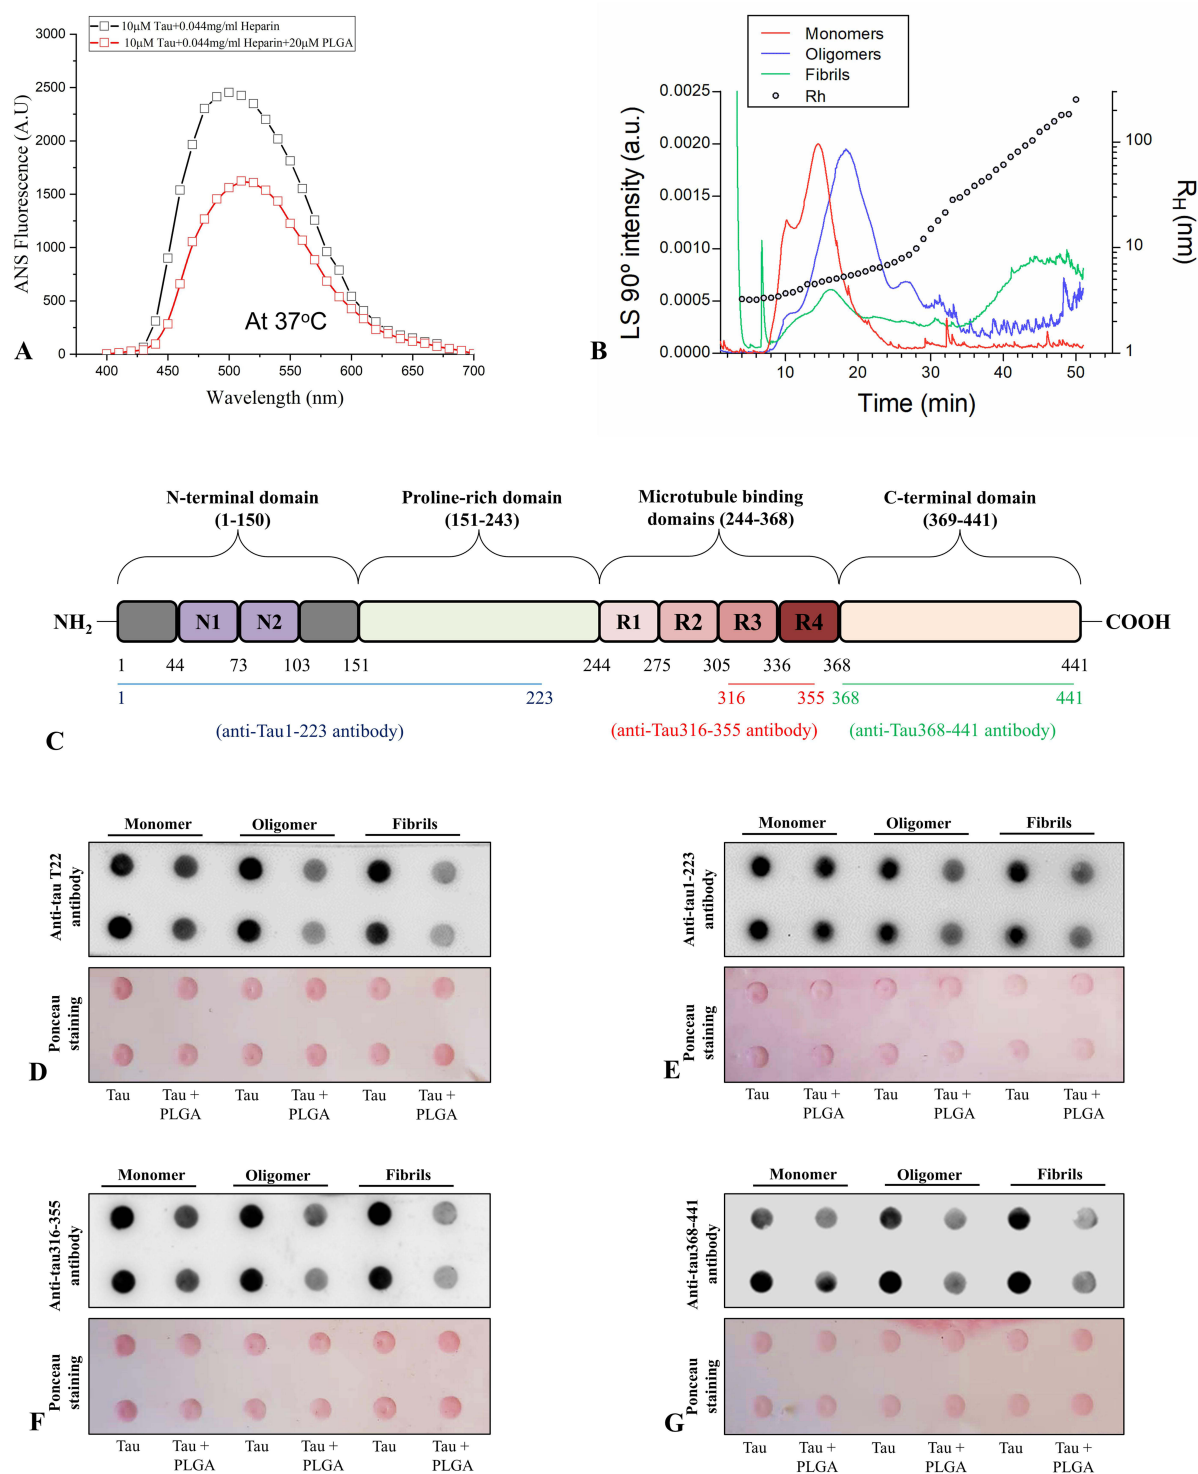 10μM Tau+0.044mg/ml Heparin
10μM Tau+0.044mg/ml Heparin+20μM PLGA
3000
2500
2000
1500
1000
500
0
ANS Fluorescence (A.U)
At 37°C
400 450 500 550 600 650 700
Wavelength (nm)
A
Monomers
Oligomers
Fibrils
Rh
0.0025
0.0020
0.0015
0.0010
0.0005
0.0000
LS 90º intensity (a.u.)
100
10
1
RH (nm)
10 20 30 40 50
Time (min)
B
N-terminal domain
(1-150)
Proline-rich domain
(151-243)
Microtubule binding
domains (244-368)
C-terminal domain
(369-441)
NH2 N1 N2 R1 R2 R3 R4 COOH
1 44 73 103 151 244 275 305 336 368 441
1 223 316 355 368 441
(anti-Tau1-223 antibody) (anti-Tau316-355 antibody) (anti-Tau368-441 antibody)
C
Monomer Oligomer Fibrils
Anti-tau T22
antibody
Ponceau
staining
D
Tau Tau + PLGA Tau Tau + PLGA Tau Tau + PLGA
Monomer Oligomer Fibrils
Anti-tau1-223
antibody
Ponceau
staining
E
Tau Tau + PLGA Tau Tau + PLGA Tau Tau + PLGA
Monomer Oligomer Fibrils
Anti-tau316-355
antibody
Ponceau
staining
F
Tau Tau + PLGA Tau Tau + PLGA Tau Tau + PLGA
Monomer Oligomer Fibrils
Anti-tau368-441
antibody
Ponceau
staining
G
Tau Tau + PLGA Tau Tau + PLGA Tau Tau + PLGA